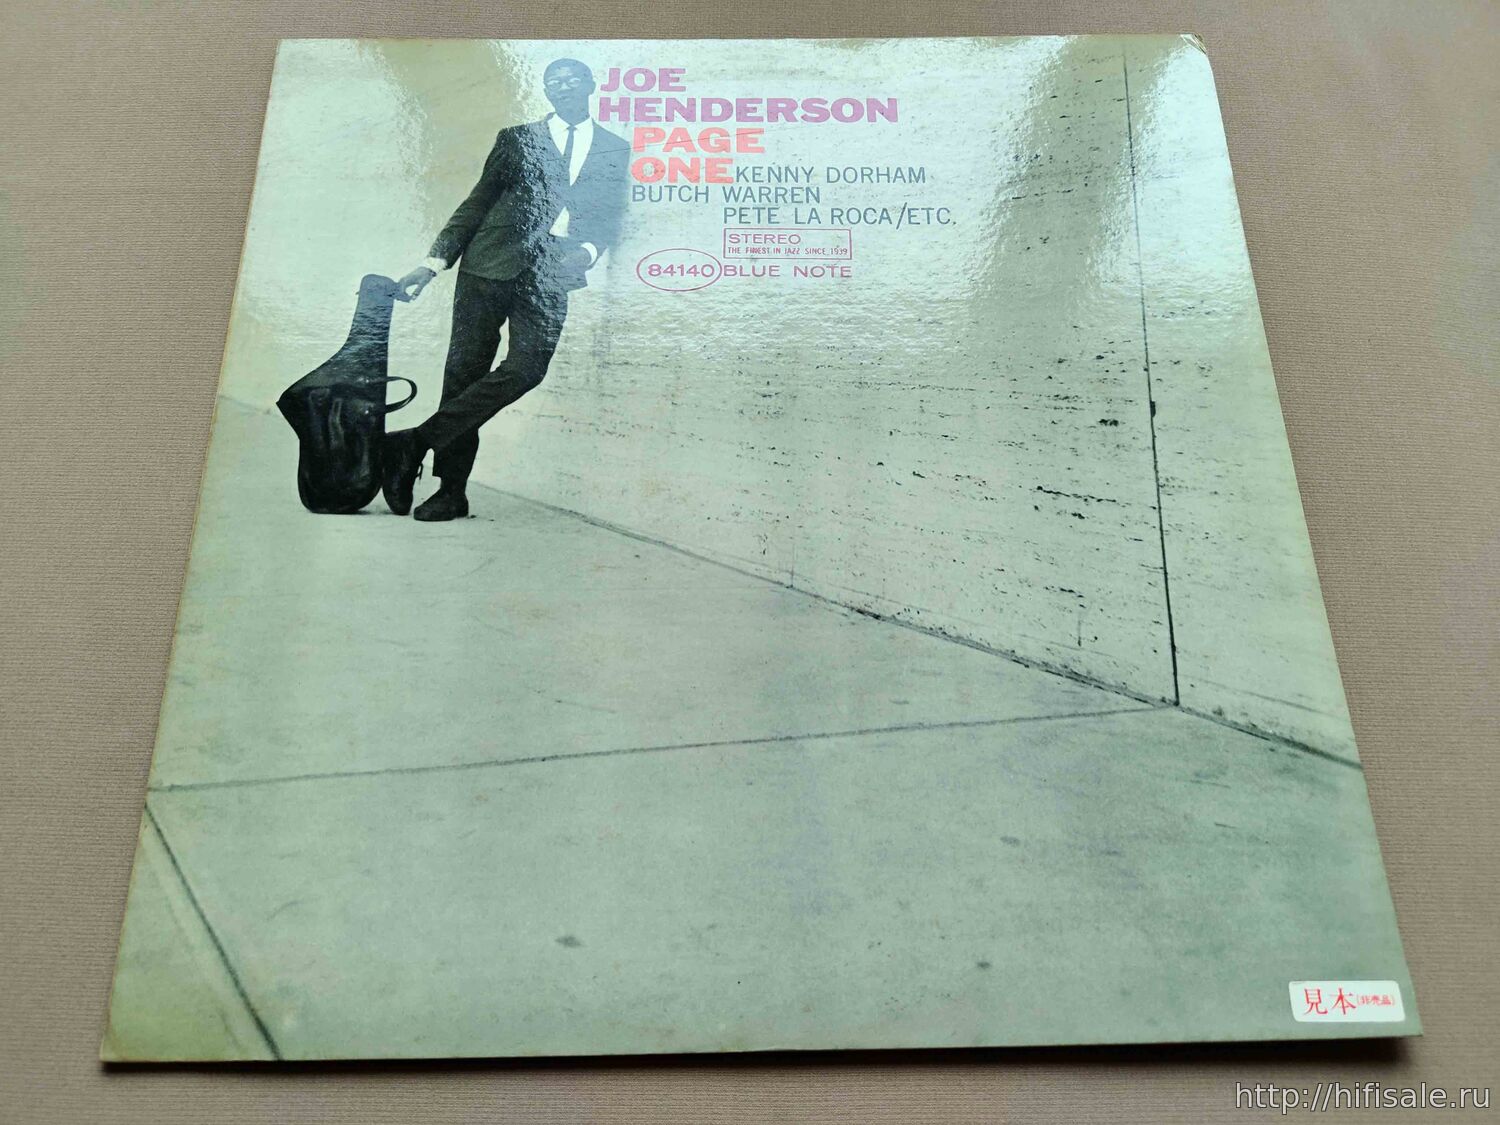 JOE
HENDERSON
PAGE
ONE KENNY DORHAM
BUTCH WARREN
PETE LA ROCA/ETC.
STEREO
THE FINEST IN JAZZ SINCE 1939
84140 BLUE NOTE
見本(非売品)
http://hifisale.ru